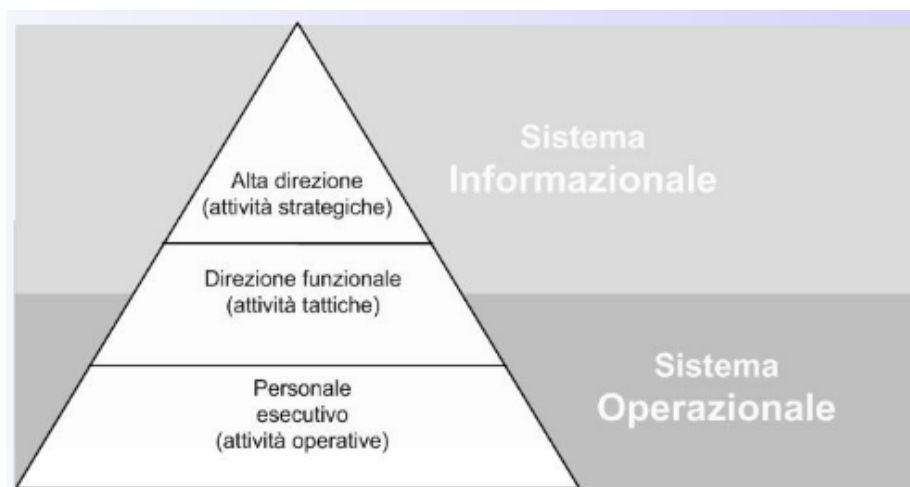 Alta direzione
(attività strategiche)
Sistema
Informazionale
Direzione funzionale
(attività tattiche)
Personale
esecutivo
(attività operative)
Sistema
Operazionale